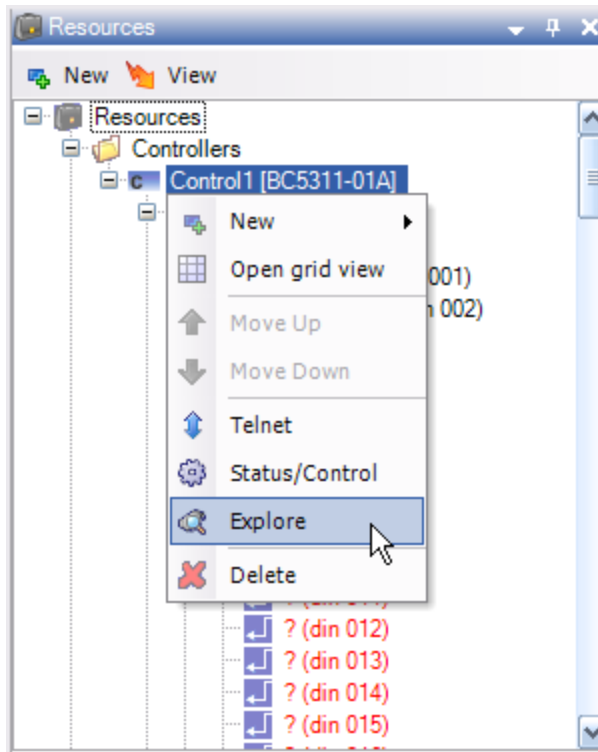 Resources
New View
Resources
Controllers
C Control1 [BC5311-01A]
New
Open grid view
001)
002)
Move Up
Move Down
Telnet
Status/Control
Explore
Delete
? (din 012)
? (din 013)
? (din 014)
? (din 015)